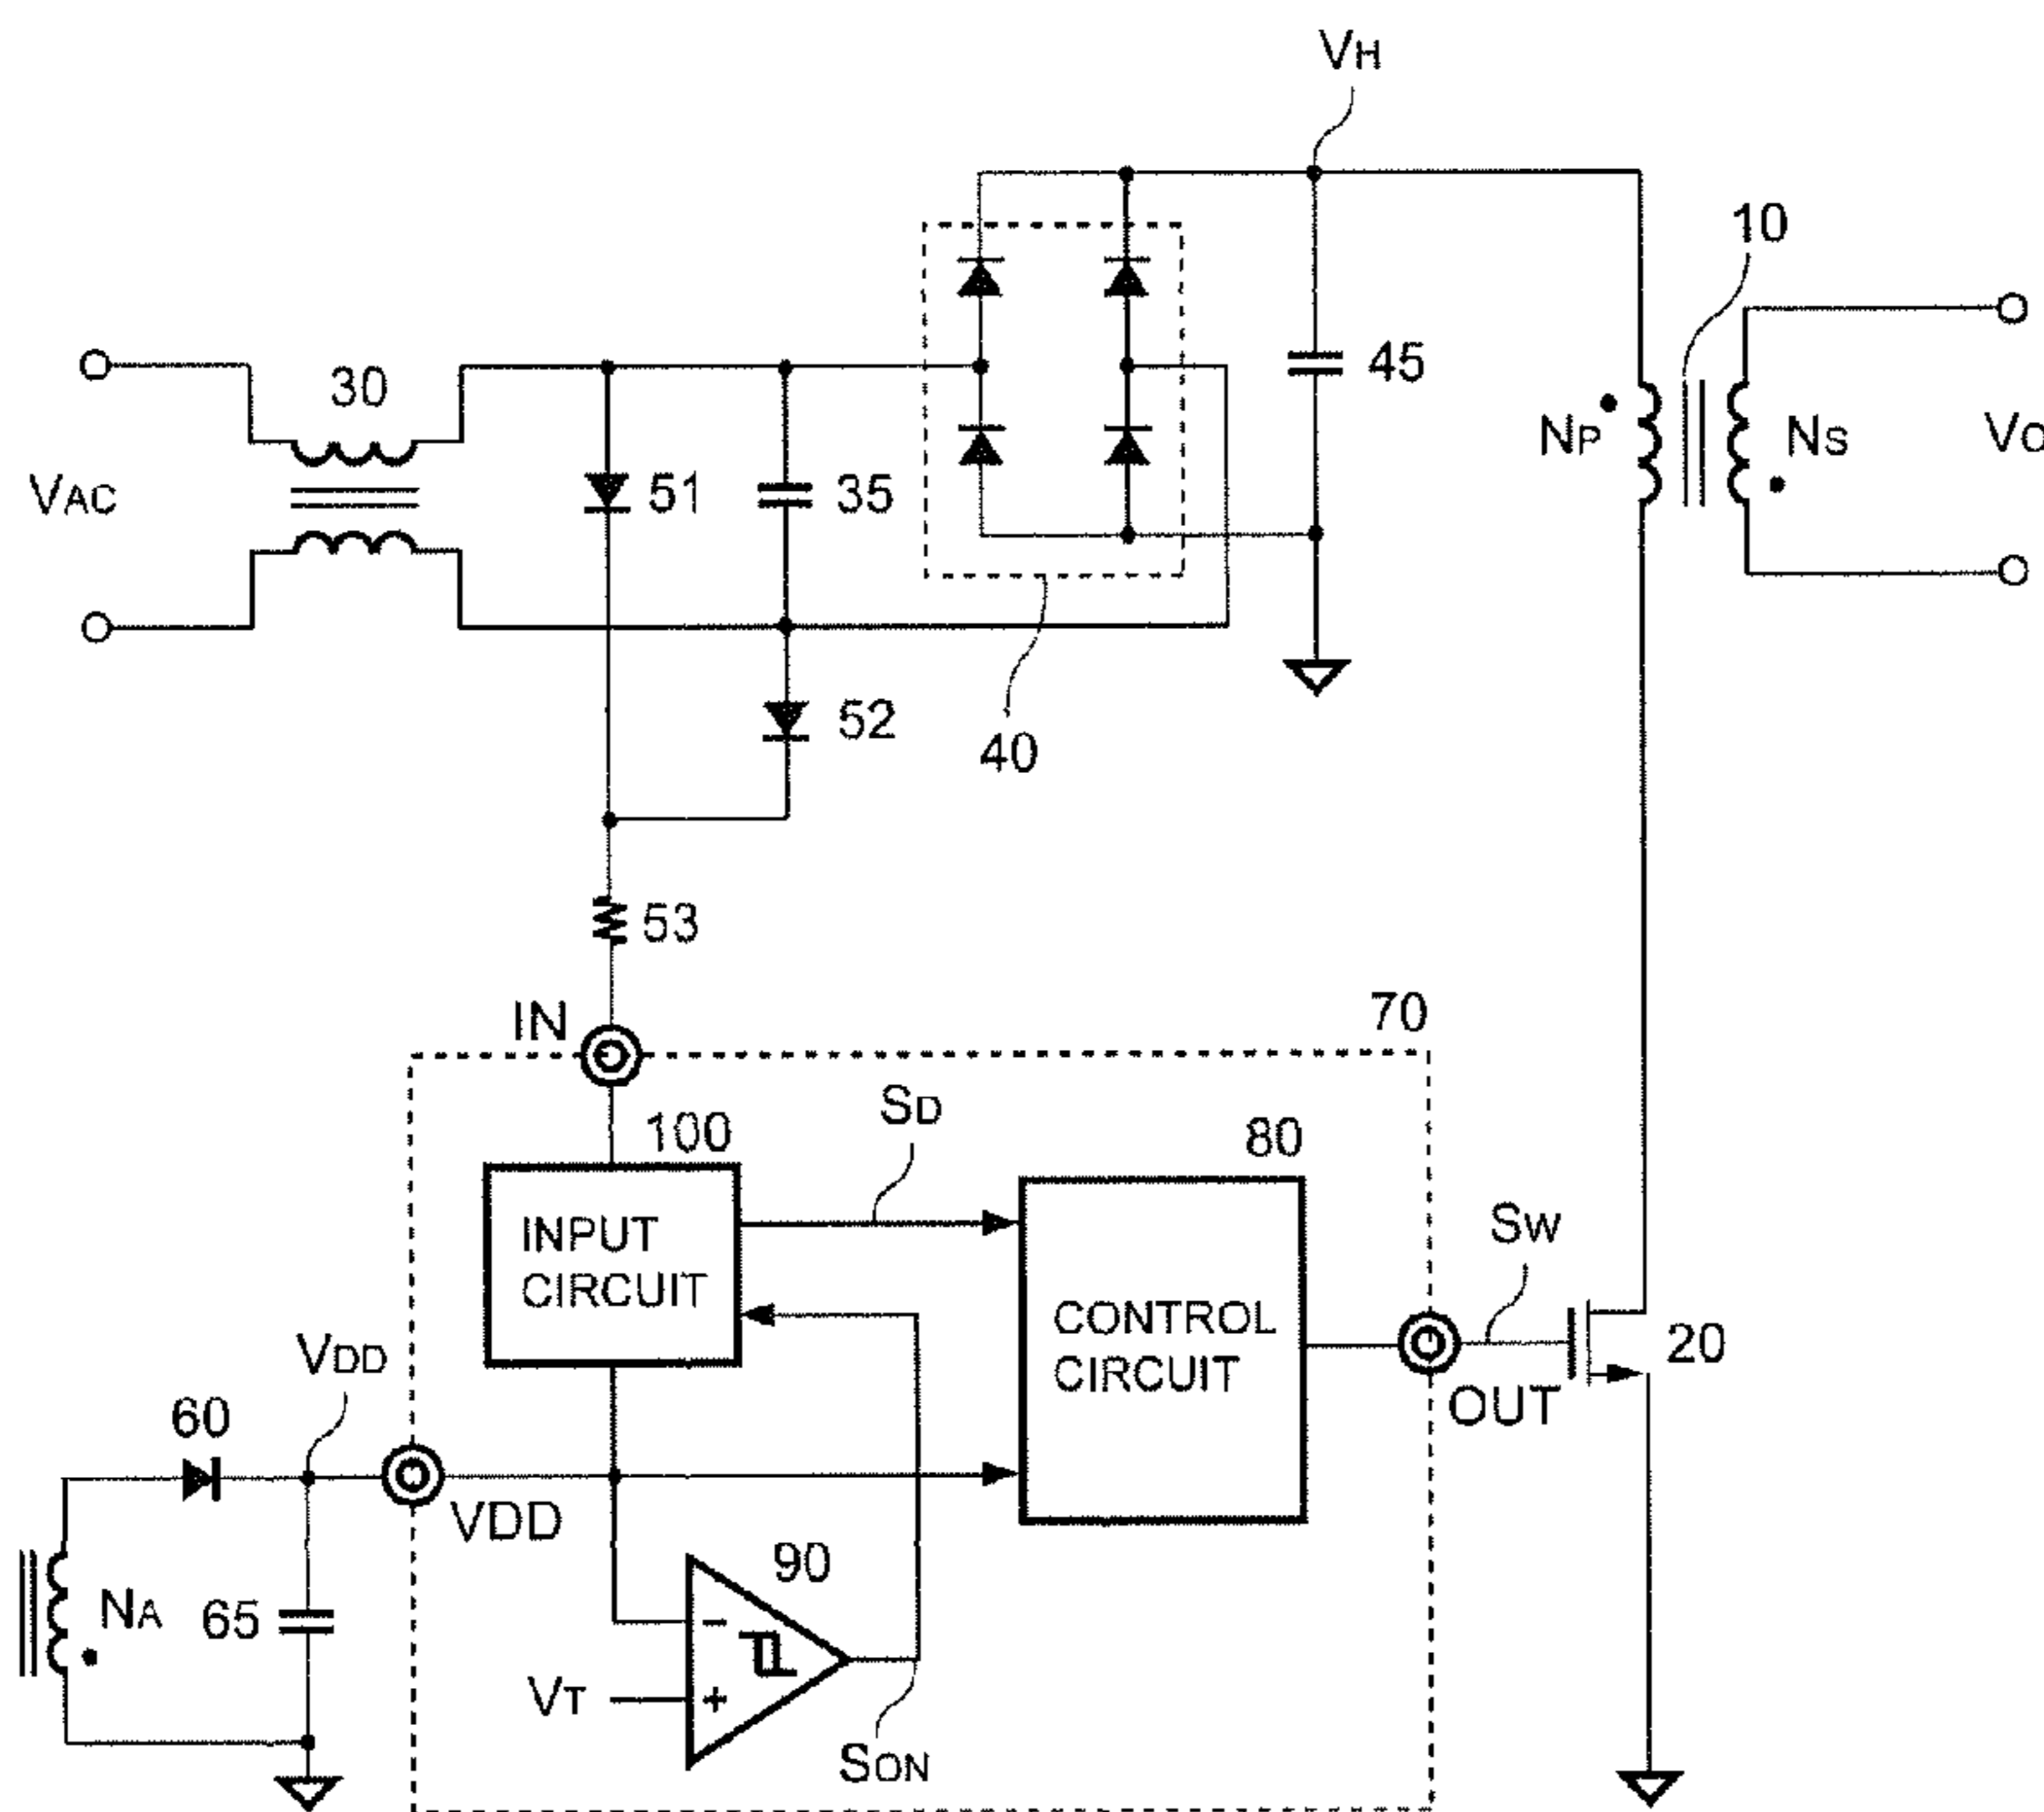 VH
10
30
45
NP
NS
VO
VAC
51
35
52
40
53
IN
70
100
SD
80
INPUT
CIRCUIT
SW
CONTROL
CIRCUIT
VDD
20
60
OUT
VDD
90
NA
65
VT
SON